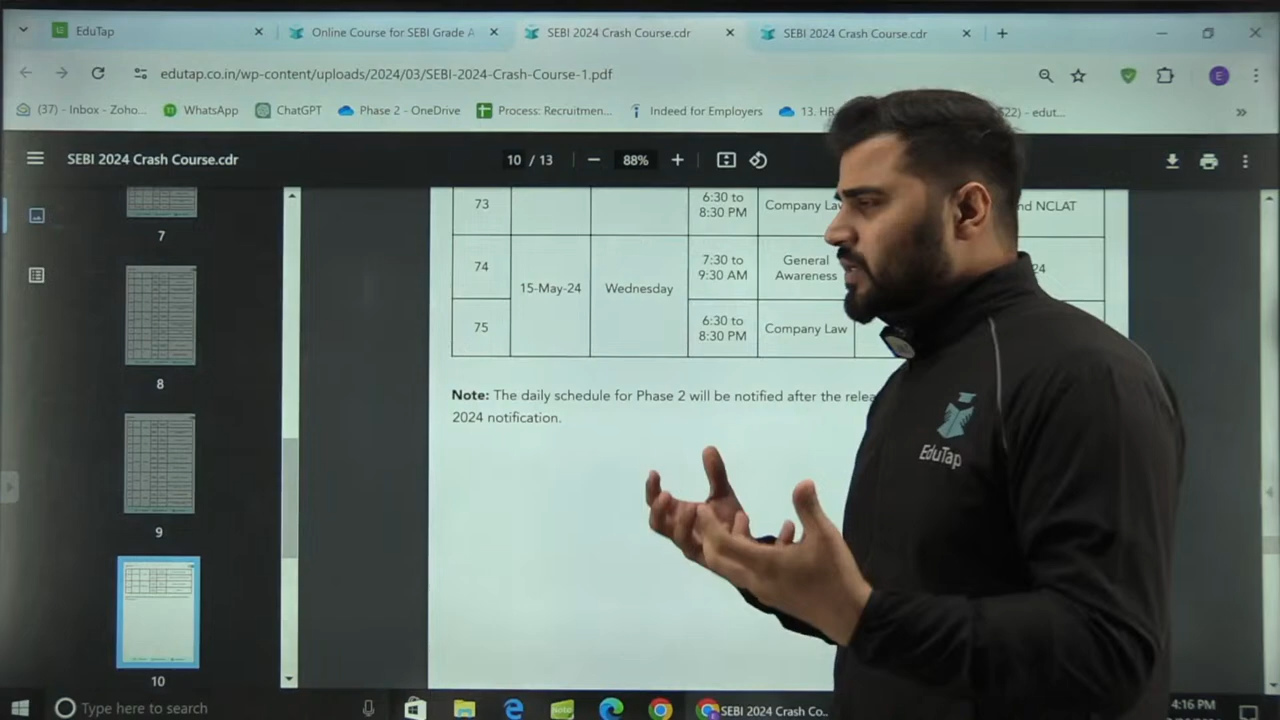 EduTap
Online Course for SEBI Grade A
SEBI 2024 Crash Course.cdr
SEBI 2024 Crash Course.cdr
edutap.co.in/wp-content/uploads/2024/03/SEBI-2024-Crash-Course-1.pdf
E
(37) - Inbox - Zoho...
WhatsApp
ChatGPT
Phase 2 - OneDrive
Process: Recruitmen...
Indeed for Employers
13. HR
22) - edut...
SEBI 2024 Crash Course.cdr
10 / 13
88%
7
8
9
10
73
6:30 to
8:30 PM
Company La
nd NCLAT
74
15-May-24
Wednesday
7:30 to
9:30 AM
General
Awareness
24
75
6:30 to
8:30 PM
Company Law
Note: The daily schedule for Phase 2 will be notified after the relea
2024 notification.
EduTap
Type here to search
SEBI 2024 Crash Co..
4:16 PM